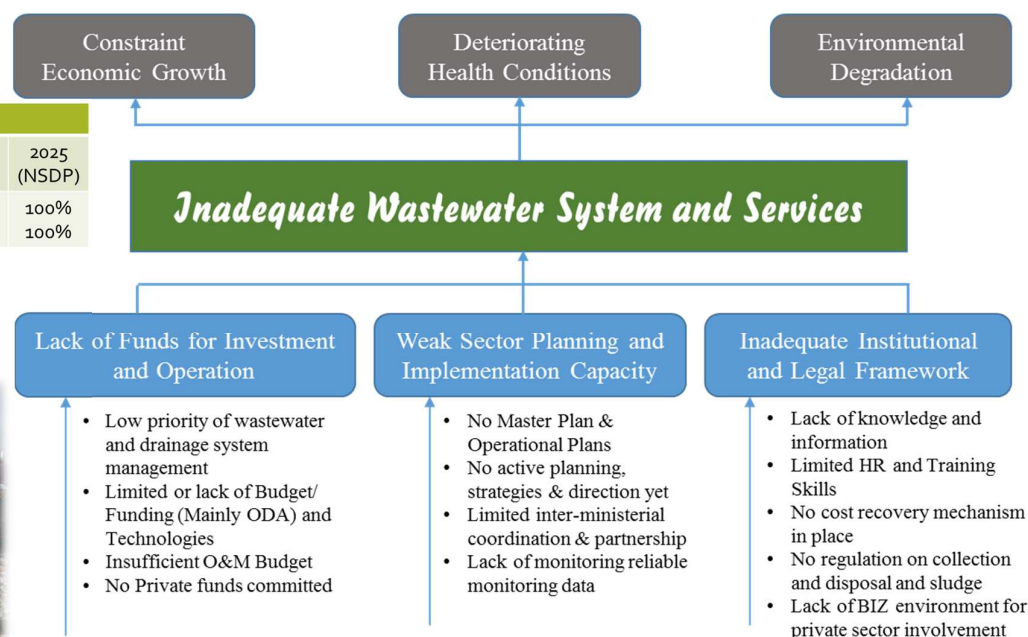 Constraint
Economic Growth
Deteriorating
Health Conditions
Environmental
Degradation
2025
(NSDP)
100%
100%
Inadequate Wastewater System and Services
Lack of Funds for Investment
and Operation
Weak Sector Planning and
Implementation Capacity
Inadequate Institutional
and Legal Framework
• Low priority of wastewater
and drainage system
management
• Limited or lack of Budget/
Funding (Mainly ODA) and
Technologies
• Insufficient O&M Budget
• No Private funds committed
• No Master Plan &
Operational Plans
• No active planning,
strategies & direction yet
• Limited inter-ministerial
coordination & partnership
• Lack of monitoring reliable
monitoring data
• Lack of knowledge and
information
• Limited HR and Training
Skills
• No cost recovery mechanism
in place
• No regulation on collection
and disposal and sludge
• Lack of BIZ environment for
private sector involvement